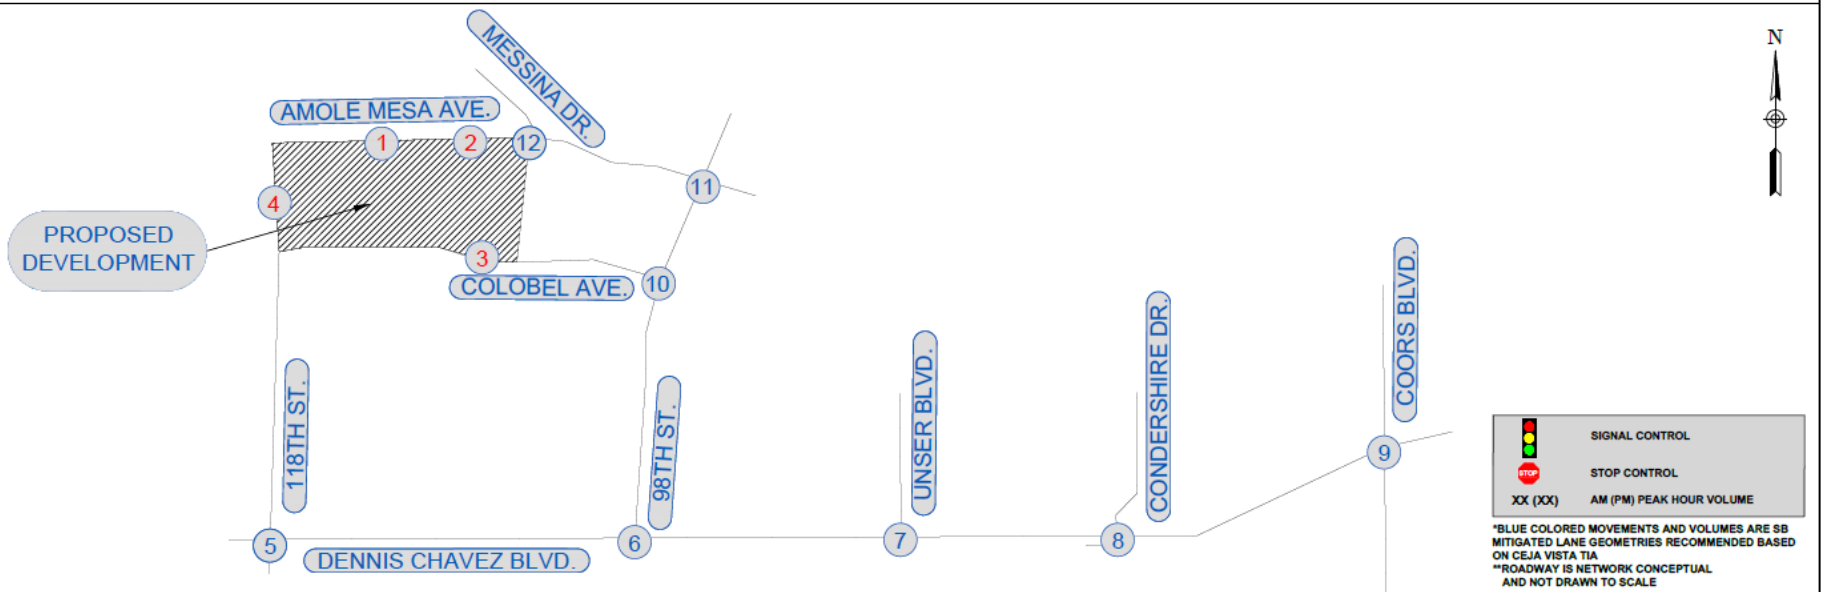 MESSINA DR.
N
AMOLE MESA AVE.
1
2
12
11
4
PROPOSED
DEVELOPMENT
3
COLOBEL AVE.
10
118TH ST.
98TH ST.
UNSER BLVD.
CONDERSHIRE DR.
COORS BLVD.
9
5
DENNIS CHAVEZ BLVD.
6
7
8
SIGNAL CONTROL
STOP
STOP CONTROL
XX (XX)
AM (PM) PEAK HOUR VOLUME
*BLUE COLORED MOVEMENTS AND VOLUMES ARE SB
MITIGATED LANE GEOMETRIES RECOMMENDED BASED
ON CEJA VISTA TIA
**ROADWAY IS NETWORK CONCEPTUAL
AND NOT DRAWN TO SCALE